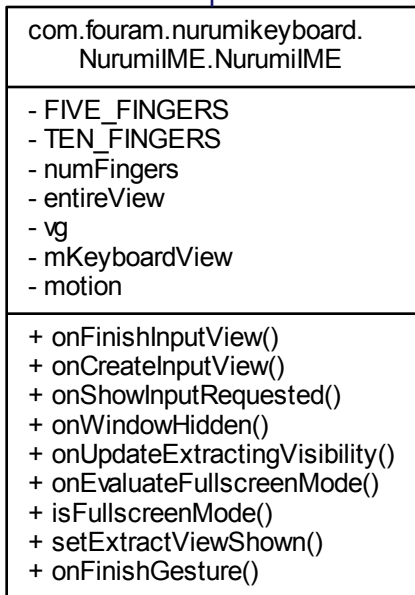 com.fouram.nurumikeyboard.
NurumiIME.NurumiIME
- FIVE_FINGERS
- TEN_FINGERS
- numFingers
- entireView
- vg
- mKeyboardView
- motion
+ onFinishInputView()
+ onCreateInputView()
+ onShowInputRequested()
+ onWindowHidden()
+ onUpdateExtractingVisibility()
+ onEvaluateFullscreenMode()
+ isFullscreenMode()
+ setExtractViewShown()
+ onFinishGesture()